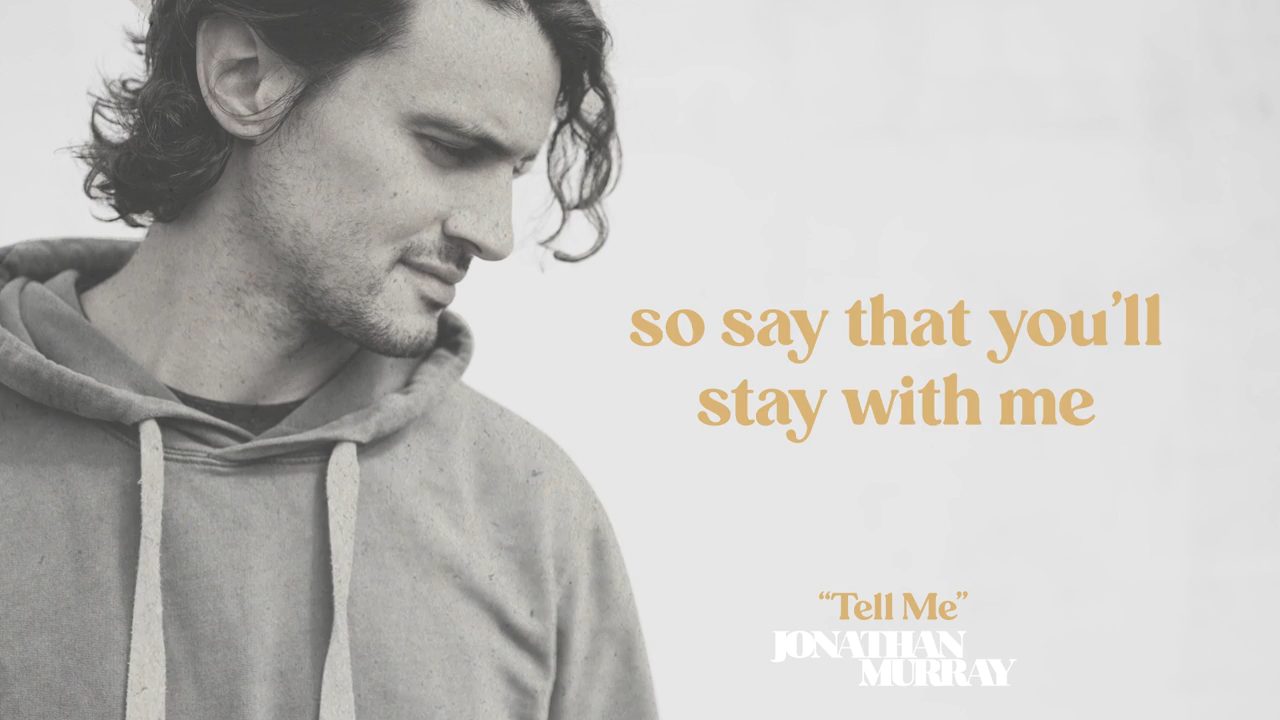 so say that you’ll
stay with me
“Tell Me”
JONATHAN
MURRAY